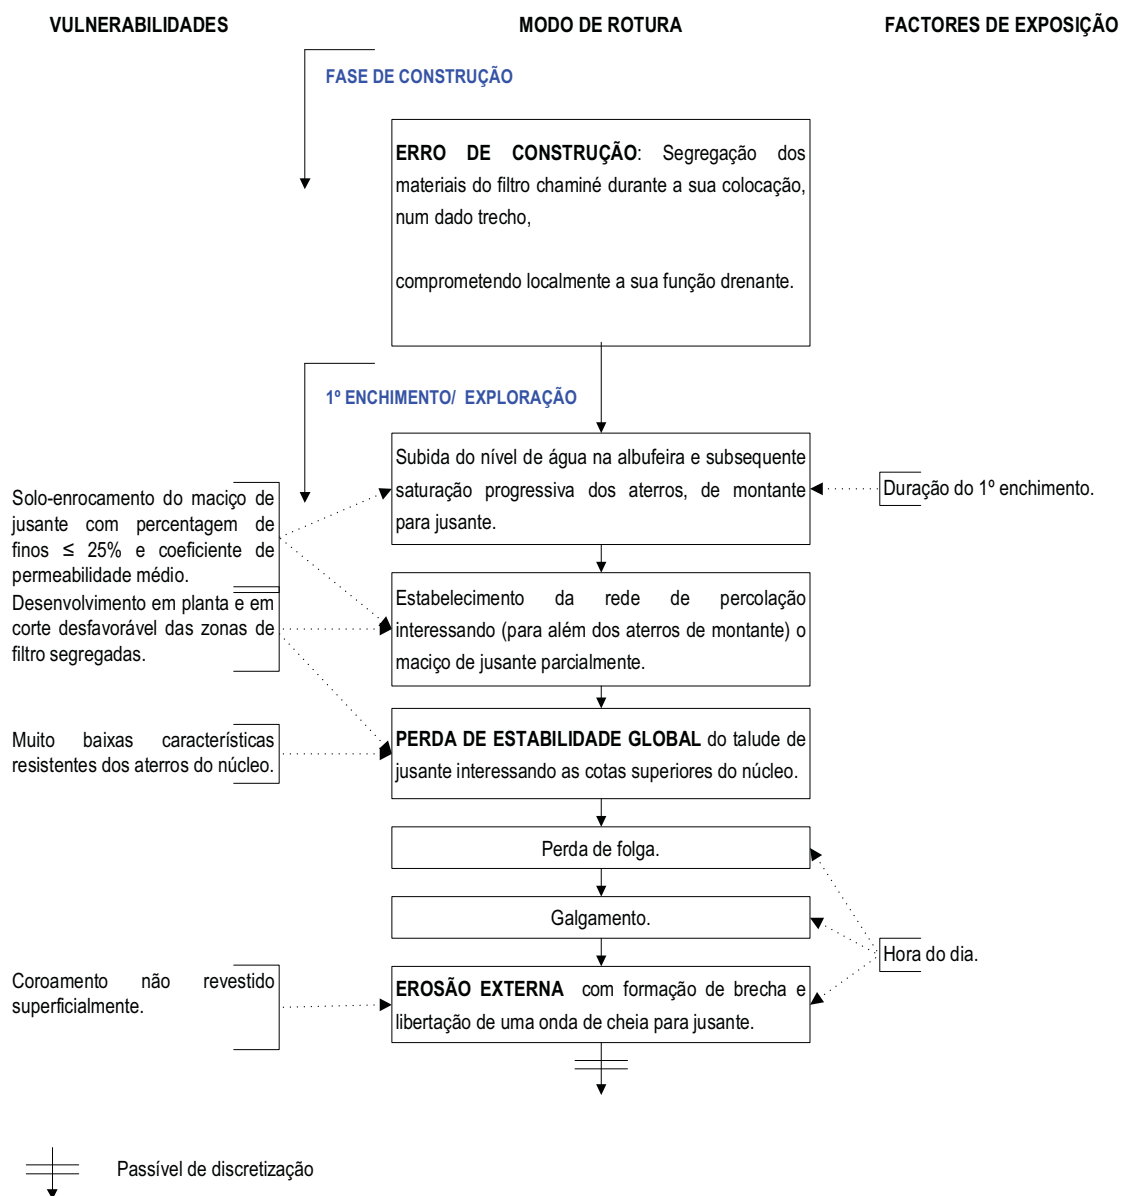 VULNERABILIDADES
MODO DE ROTURA
FACTORES DE EXPOSIÇÃO
FASE DE CONSTRUÇÃO
ERRO DE CONSTRUÇÃO: Segregação dos
materiais do filtro chaminé durante a sua colocação,
num dado trecho,
comprometendo localmente a sua função drenante.
1º ENCHIMENTO/ EXPLORAÇÃO
Subida do nível de água na albufeira e subsequente
saturação progressiva dos aterros, de montante
para jusante.
Duração do 1º enchimento.
Solo-enrocamento do maciço de
jusante com percentagem de
finos ≤ 25% e coeficiente de
permeabilidade médio.
Desenvolvimento em planta e em
corte desfavorável das zonas de
filtro segregadas.
Estabelecimento da rede de percolação
interessando (para além dos aterros de montante) o
maciço de jusante parcialmente.
Muito baixas características
resistentes dos aterros do núcleo.
PERDA DE ESTABILIDADE GLOBAL do talude de
jusante interessando as cotas superiores do núcleo.
Perda de folga.
Galgamento.
Hora do dia.
Coroamento não revestido
superficialmente.
EROSÃO EXTERNA com formação de brecha e
libertação de uma onda de cheia para jusante.
Passível de discretização